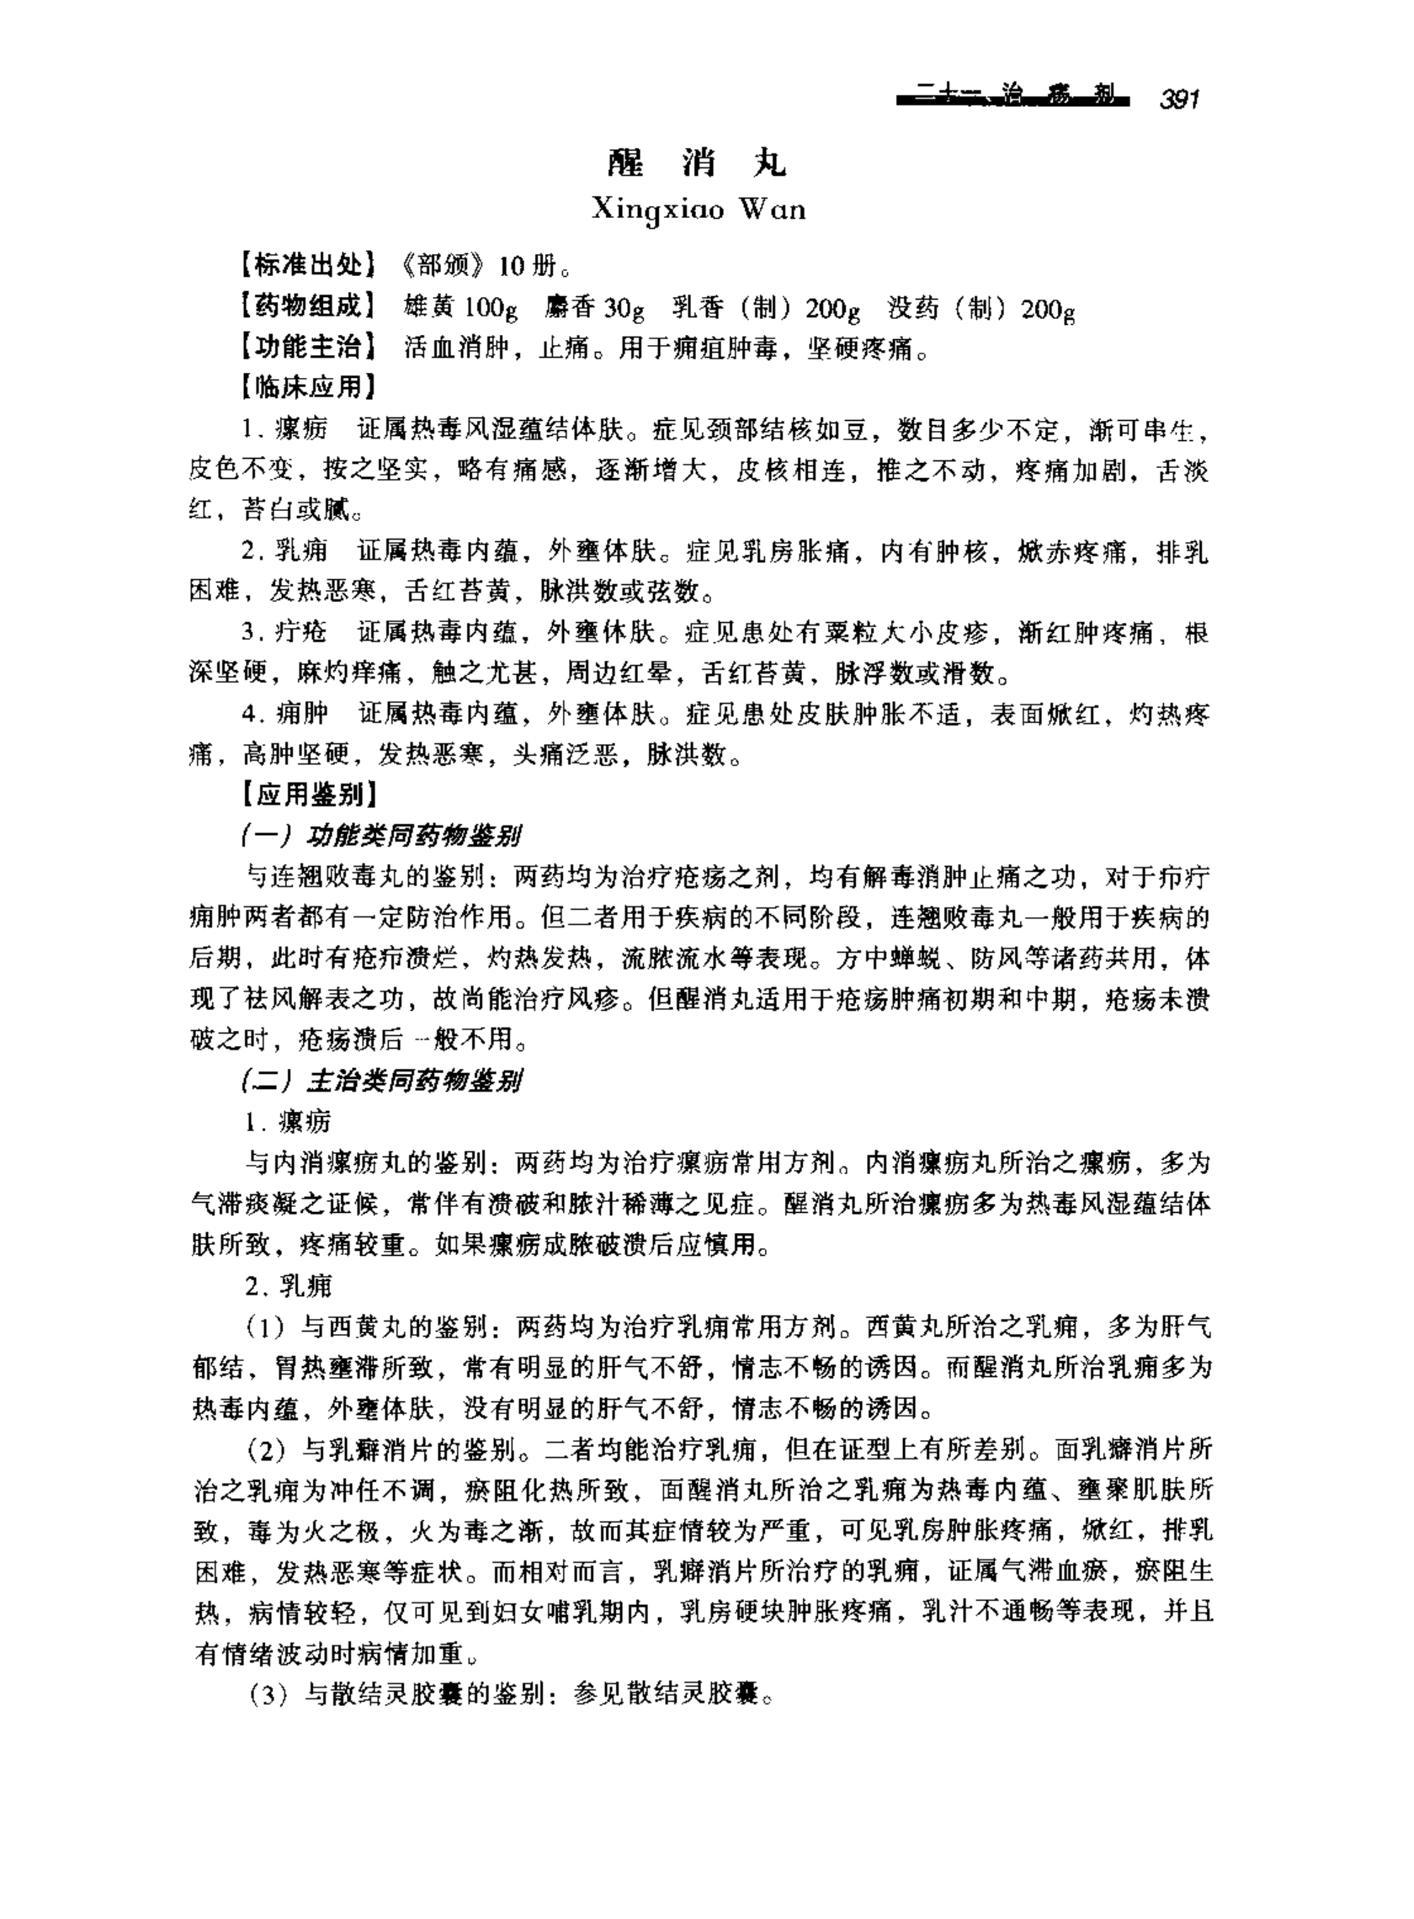 二十一、治 疡 剂 391
醒 消 丸
Xingxiao Wan
【标准出处】 《部颁》10 册。
【药物组成】 雄黄 100g 麝香 30g 乳香（制）200g 没药（制）200g
【功能主治】 活血消肿，止痛。用于痈疽肿毒，坚硬疼痛。
【临床应用】
1. 瘰疬 证属热毒风湿蕴结体肤。症见颈部结核如豆，数目多少不定，渐可串生，
皮色不变，按之坚实，略有痛感，逐渐增大，皮核相连，推之不动，疼痛加剧，舌淡
红，苔白或腻。
2. 乳痈 证属热毒内蕴，外壅体肤。症见乳房胀痛，内有肿核，焮赤疼痛，排乳
困难，发热恶寒，舌红苔黄，脉洪数或弦数。
3. 疔疮 证属热毒内蕴，外壅体肤。症见患处有粟粒大小皮疹，渐红肿疼痛，根
深坚硬，麻灼痒痛，触之尤甚，周边红晕，舌红苔黄，脉浮数或滑数。
4. 痈肿 证属热毒内蕴，外壅体肤。症见患处皮肤肿胀不适，表面焮红，灼热疼
痛，高肿坚硬，发热恶寒，头痛泛恶，脉洪数。
【应用鉴别】
（一）功能类同药物鉴别
与连翘败毒丸的鉴别：两药均为治疗疮疡之剂，均有解毒消肿止痛之功，对于疖疔
痈肿两者都有一定防治作用。但二者用于疾病的不同阶段，连翘败毒丸一般用于疾病的
后期，此时有疮疖溃烂，灼热发热，流脓流水等表现。方中蝉蜕、防风等诸药共用，体
现了祛风解表之功，故尚能治疗风疹。但醒消丸适用于疮疡肿痛初期和中期，疮疡未溃
破之时，疮疡溃后一般不用。
（二）主治类同药物鉴别
1. 瘰疬
与内消瘰疬丸的鉴别：两药均为治疗瘰疬常用方剂。内消瘰疬丸所治之瘰疬，多为
气滞痰凝之证候，常伴有溃破和脓汁稀薄之见症。醒消丸所治瘰疬多为热毒风湿蕴结体
肤所致，疼痛较重。如果瘰疬成脓破溃后应慎用。
2. 乳痈
（1）与西黄丸的鉴别：两药均为治疗乳痈常用方剂。西黄丸所治之乳痈，多为肝气
郁结，胃热壅滞所致，常有明显的肝气不舒，情志不畅的诱因。而醒消丸所治乳痈多为
热毒内蕴，外壅体肤，没有明显的肝气不舒，情志不畅的诱因。
（2）与乳癖消片的鉴别。二者均能治疗乳痈，但在证型上有所差别。面乳癖消片所
治之乳痈为冲任不调，瘀阻化热所致，面醒消丸所治之乳痈为热毒内蕴、壅聚肌肤所
致，毒为火之极，火为毒之渐，故而其症情较为严重，可见乳房肿胀疼痛，焮红，排乳
困难，发热恶寒等症状。而相对而言，乳癖消片所治疗的乳痈，证属气滞血瘀，瘀阻生
热，病情较轻，仅可见到妇女哺乳期内，乳房硬块肿胀疼痛，乳汁不通畅等表现，并且
有情绪波动时病情加重。
（3）与散结灵胶囊的鉴别：参见散结灵胶囊。